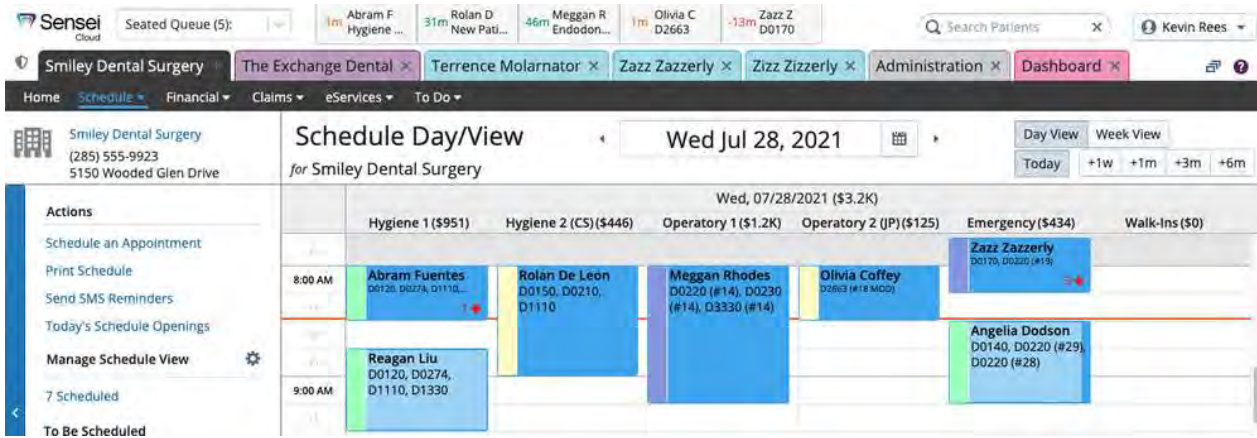 Sensei
Cloud
Seated Queue (5):
1m Abram F Hygiene ...
31m Rolan D New Pati...
46m Meggan R Endodon...
1m Olivia C D2663
-13m Zazz Z D0170
Search Patients
Kevin Rees
Smiley Dental Surgery
The Exchange Dental ×
Terrence Molarnator ×
Zazz Zazzerly ×
Zizz Zizzerly ×
Administration ×
Dashboard ×
Home Schedule Financial Claims eServices To Do
Smiley Dental Surgery
(285) 555-9923
5150 Wooded Glen Drive
Schedule Day/View
for Smiley Dental Surgery
Wed Jul 28, 2021
Day View Week View
Today +1w +1m +3m +6m
Actions
Schedule an Appointment
Print Schedule
Send SMS Reminders
Today's Schedule Openings
Manage Schedule View
7 Scheduled
To Be Scheduled
Wed, 07/28/2021 ($3.2K)
Hygiene 1 ($951) Hygiene 2 (CS) ($446) Operatory 1 ($1.2K) Operatory 2 (JP) ($125) Emergency ($434) Walk-Ins ($0)
Zazz Zazzerly
D0170, D0220 (#19)
8:00 AM
Abram Fuentes
D0120, D0274, D1110,...
Rolan De Leon
D0150, D0210,
D1110
Meggan Rhodes
D0220 (#14), D0230
(#14), D3330 (#14)
Olivia Coffey
D2663 (#18 MOD)
Angelia Dodson
D0140, D0220 (#29),
D0220 (#28)
Reagan Liu
D0120, D0274,
D1110, D1330
9:00 AM